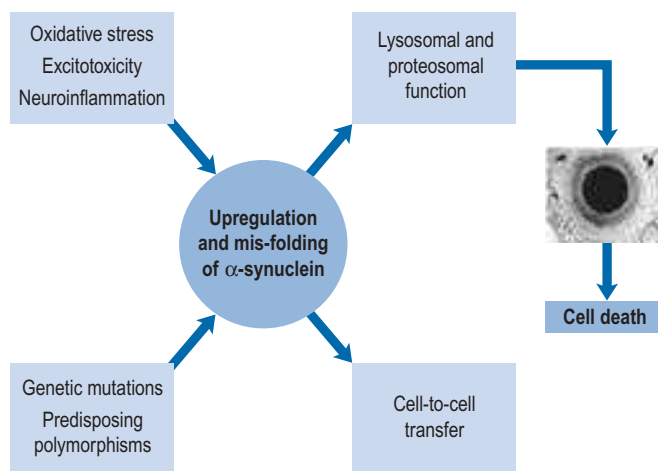 Oxidative stress
Excitotoxicity
Neuroinflammation
Lysosomal and
proteosomal
function
Upregulation
and mis-folding
of α-synuclein
Cell death
Genetic mutations
Predisposing
polymorphisms
Cell-to-cell
transfer